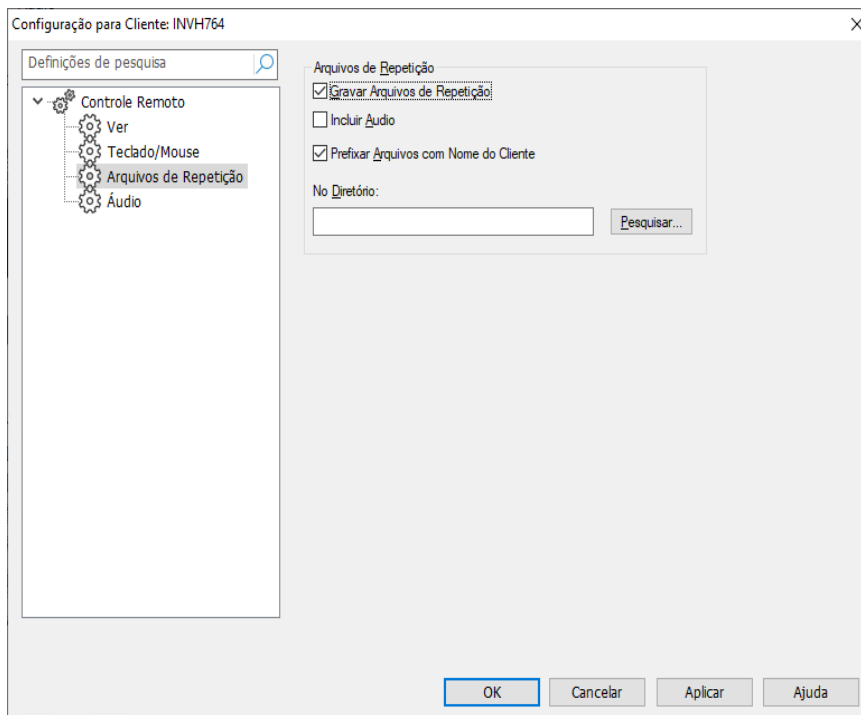 Configuração para Cliente: INVH764
Definições de pesquisa
Controle Remoto
Ver
Teclado/Mouse
Arquivos de Repetição
Áudio
Arquivos de Repetição
Gravar Arquivos de Repetição
Incluir Audio
Prefixar Arquivos com Nome do Cliente
No Diretório:
Pesquisar...
OK
Cancelar
Aplicar
Ajuda